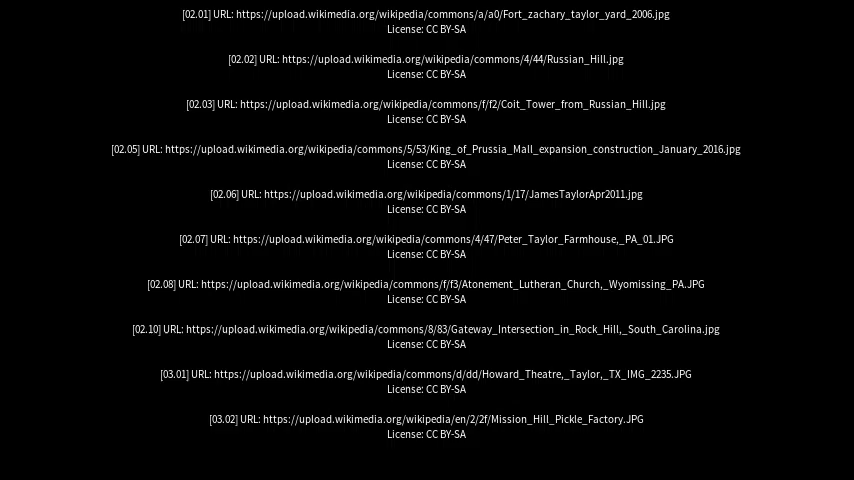 [02.01] URL: https://upload.wikimedia.org/wikipedia/commons/a/a0/Fort_zachary_taylor_yard_2006.jpg
License: CC BY-SA
[02.02] URL: https://upload.wikimedia.org/wikipedia/commons/4/44/Russian_Hill.jpg
License: CC BY-SA
[02.03] URL: https://upload.wikimedia.org/wikipedia/commons/f/f2/Coit_Tower_from_Russian_Hill.jpg
License: CC BY-SA
[02.05] URL: https://upload.wikimedia.org/wikipedia/commons/5/53/King_of_Prussia_Mall_expansion_construction_January_2016.jpg
License: CC BY-SA
[02.06] URL: https://upload.wikimedia.org/wikipedia/commons/1/17/JamesTaylorApr2011.jpg
License: CC BY-SA
[02.07] URL: https://upload.wikimedia.org/wikipedia/commons/4/47/Peter_Taylor_Farmhouse,_PA_01.JPG
License: CC BY-SA
[02.08] URL: https://upload.wikimedia.org/wikipedia/commons/f/f3/Atonement_Lutheran_Church,_Wyomissing_PA.JPG
License: CC BY-SA
[02.10] URL: https://upload.wikimedia.org/wikipedia/commons/8/83/Gateway_Intersection_in_Rock_Hill,_South_Carolina.jpg
License: CC BY-SA
[03.01] URL: https://upload.wikimedia.org/wikipedia/commons/d/dd/Howard_Theatre,_Taylor,_TX_IMG_2235.JPG
License: CC BY-SA
[03.02] URL: https://upload.wikimedia.org/wikipedia/en/2/2f/Mission_Hill_Pickle_Factory.JPG
License: CC BY-SA